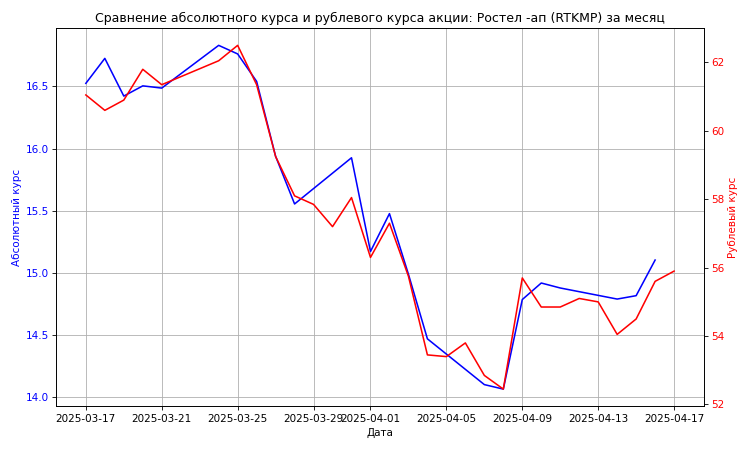 Сравнение абсолютного курса и рублевого курса акции: Ростел -ап (RTKMP) за месяц
Абсолютный курс
16.5
16.0
15.5
15.0
14.5
14.0
62
60
58
56
54
52
Рублевый курс
2025-03-17 2025-03-21 2025-03-25 2025-03-29 2025-04-01 2025-04-05 2025-04-09 2025-04-13 2025-04-17
Дата